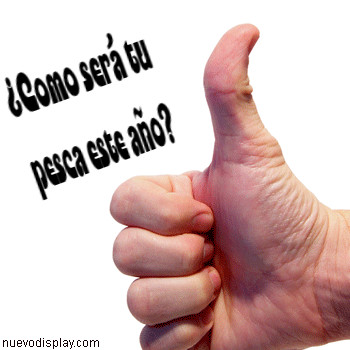 ¿Como será tu
pesca este año?
nuevodisplay.com